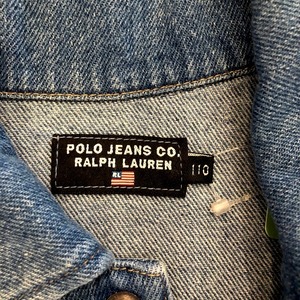 POLO JEANS CO.
RALPH LAUREN
RL
110